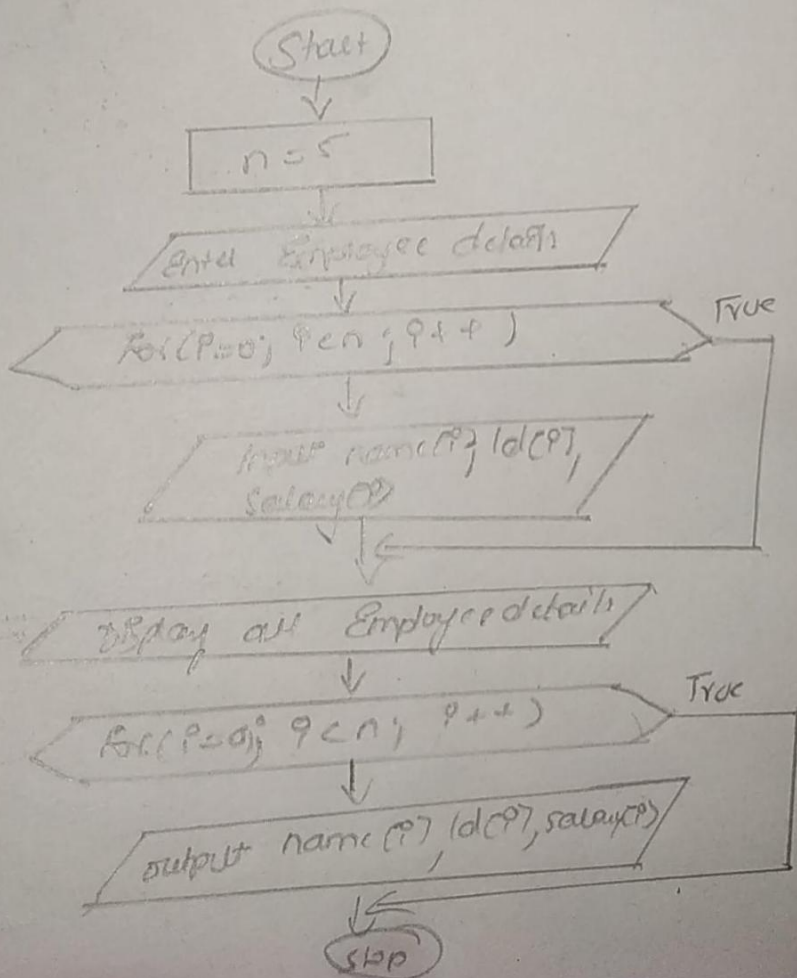 Start
n = 5
Enter Employee details
for(i=0; i<n; i++)
True
Input name[i], Id[i],
salary[i]
Display all Employee details
for(i=0; i<n; i++)
True
output name[i], Id[i], salary[i]
stop